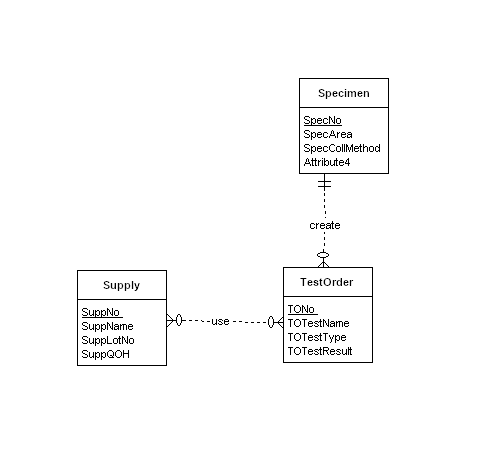 Specimen
SpecNo
SpecArea
SpecCollMethod
Attribute4
create
Supply
SuppNo
SuppName
SuppLotNo
SuppQOH
use
TestOrder
TONo
TOTestName
TOTestType
TOTestResult